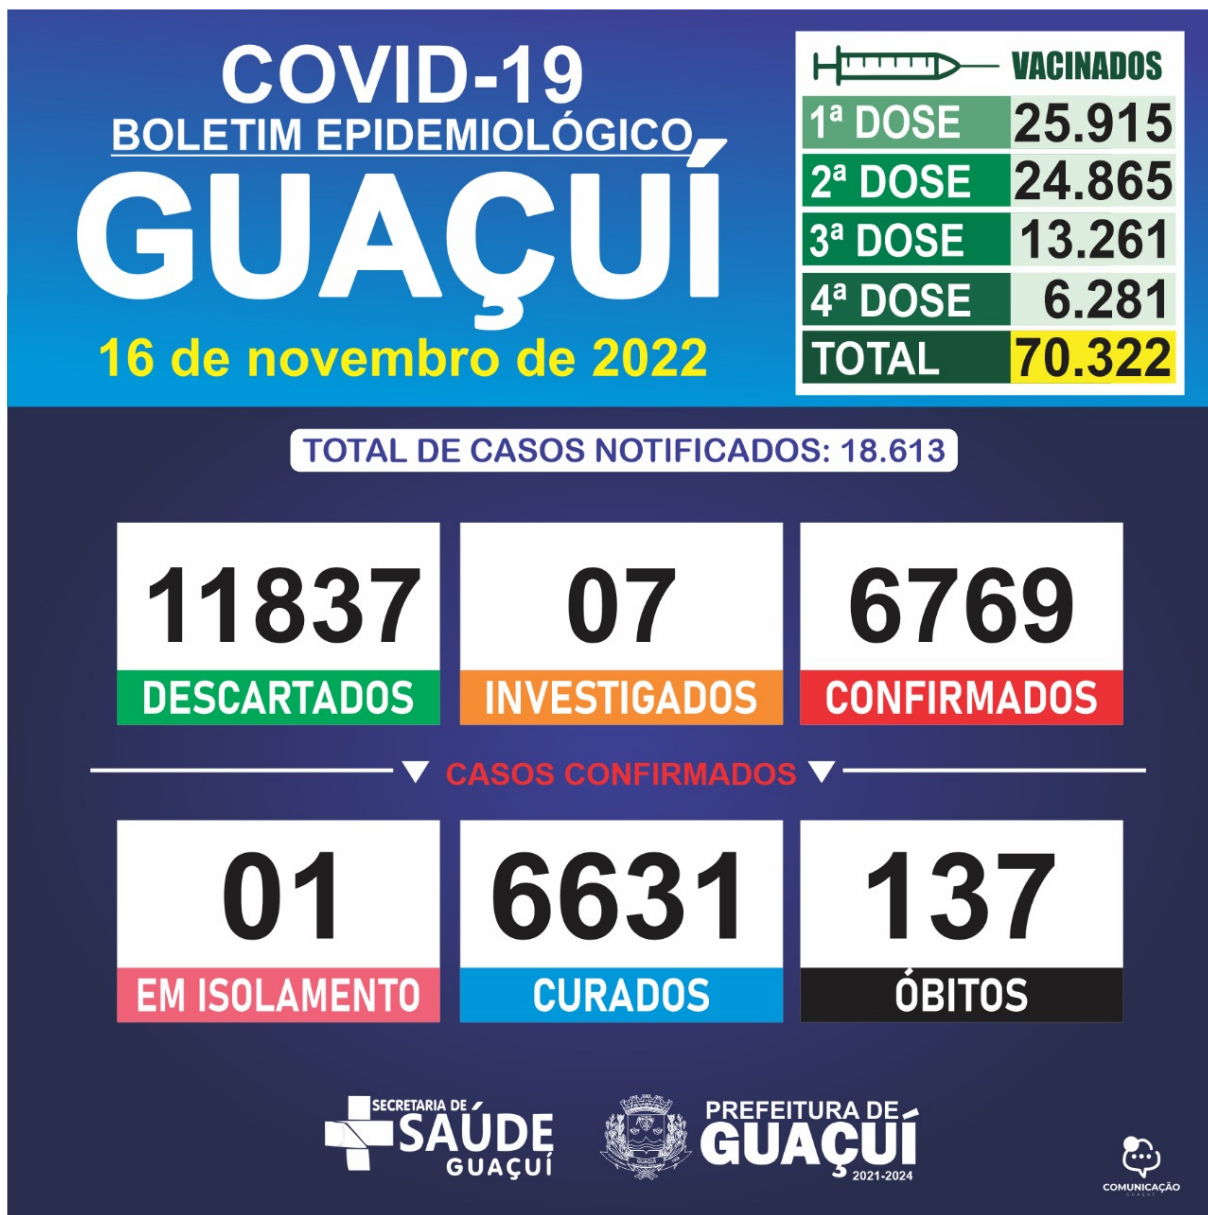 COVID-19
BOLETIM EPIDEMIOLÓGICO
GUAÇUÍ
16 de novembro de 2022
VACINADOS
1ª DOSE 25.915
2ª DOSE 24.865
3ª DOSE 13.261
4ª DOSE 6.281
TOTAL 70.322
TOTAL DE CASOS NOTIFICADOS: 18.613
11837 07 6769
DESCARTADOS INVESTIGADOS CONFIRMADOS
CASOS CONFIRMADOS
01 6631 137
EM ISOLAMENTO CURADOS ÓBITOS
SECRETARIA DE
SAÚDE
GUAÇUÍ
PREFEITURA DE
GUAÇUÍ
2021-2024
COMUNICAÇÃO
GUAÇUÍ